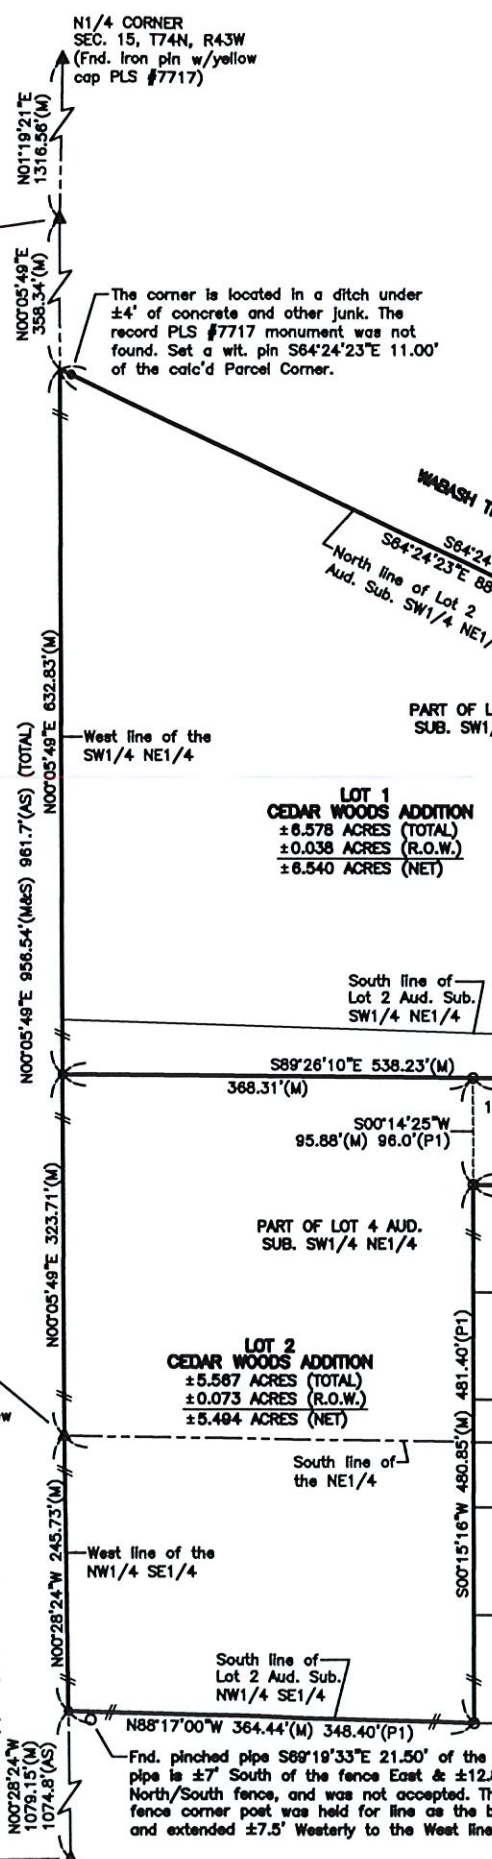 N1/4 CORNER
SEC. 15, T74N, R43W
(Fnd. iron pin w/yellow
cap PLS #7717)
N01°19'21"E
1316.56'(M)
N00°05'49"E
358.34'(M)
The corner is located in a ditch under
±4' of concrete and other junk. The
record PLS #7717 monument was not
found. Set a wit. pin S64°24'23"E 11.00'
of the calc'd Parcel Corner.
WABASH
S64°24
S64°24'23"E 88
North line of Lot 2
Aud. Sub. SW1/4 NE1/
N00°05'49"E 632.83'(M)
N00°05'49"E 956.54'(M&S) 961.7'(AS) (TOTAL)
West line of the
SW1/4 NE1/4
PART OF L
SUB. SW1/
LOT 1
CEDAR WOODS ADDITION
±6.578 ACRES (TOTAL)
±0.038 ACRES (R.O.W.)
±6.540 ACRES (NET)
South line of
Lot 2 Aud. Sub.
SW1/4 NE1/4
S89°26'10"E 538.23'(M)
368.31'(M)
1
S00°14'25"W
95.88'(M) 96.0'(P1)
N00°05'49"E 323.71'(M)
PART OF LOT 4 AUD.
SUB. SW1/4 NE1/4
LOT 2
CEDAR WOODS ADDITION
±5.567 ACRES (TOTAL)
±0.073 ACRES (R.O.W.)
±5.494 ACRES (NET)
S00°15'16"W 480.85'(M) 481.40'(P1)
South line of
the NE1/4
N00°28'24"W 245.73'(M)
West line of the
NW1/4 SE1/4
South line of
Lot 2 Aud. Sub.
NW1/4 SE1/4
N88°17'00"W 364.44'(M) 348.40'(P1)
N00°28'24"W
1079.15'(M)
1074.8'(AS)
Fnd. pinched pipe S69°19'33"E 21.50' of the
pipe is ±7' South of the fence East & ±12.
North/South fence, and was not accepted. Th
fence corner post was held for line as the b
and extended ±7.5' Westerly to the West line